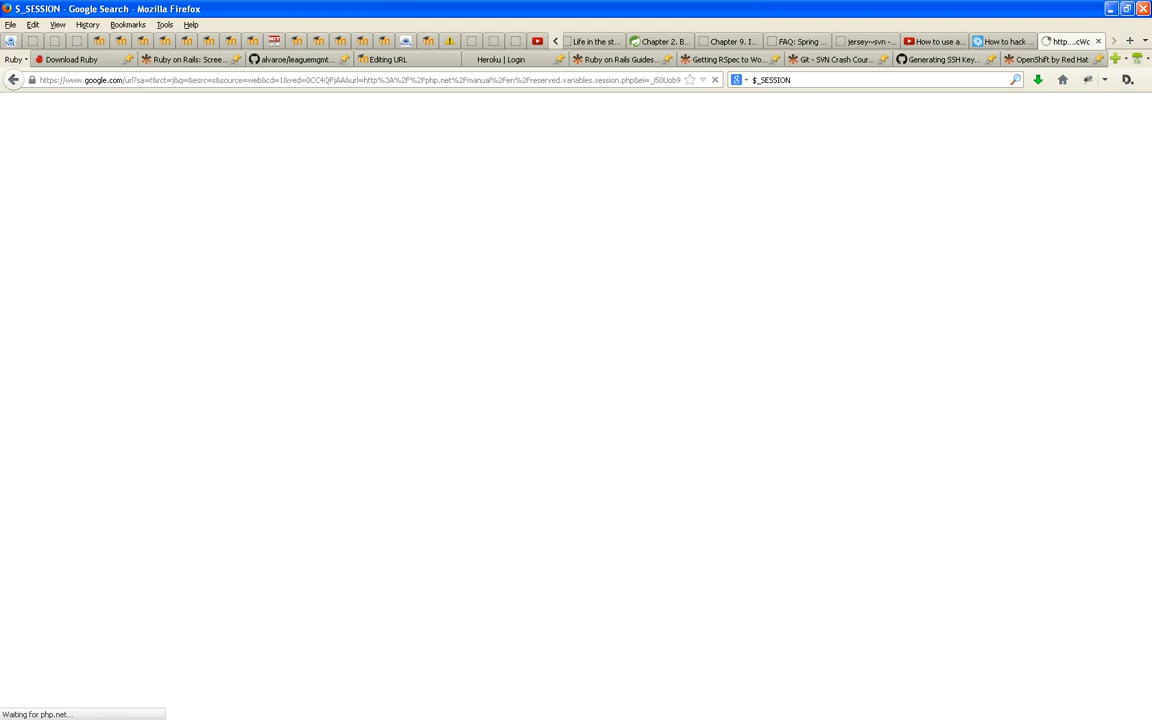 $_SESSION - Google Search - Mozilla Firefox
File Edit View History Bookmarks Tools Help
Life in the st... Chapter 2. B... Chapter 9. I... FAQ: Spring ... jersey~svn - ... How to use a... How to hack ... http....cWc
Ruby Download Ruby Ruby on Rails: Scree... alvaroe/leaguemgmt... Editing URL Heroku | Login Ruby on Rails Guides... Getting RSpec to Wo... Git - SVN Crash Cour... Generating SSH Key... OpenShift by Red Hat
https://www.google.com/url?sa=t&rct=j&q=&esrc=s&source=web&cd=1&ved=0CC4QFjAA&url=http%3A%2F%2Fphp.net%2Fmanual%2Fen%2Freserved.variables.session.php&ei=_i50Uob9 $_SESSION
Waiting for php.net...